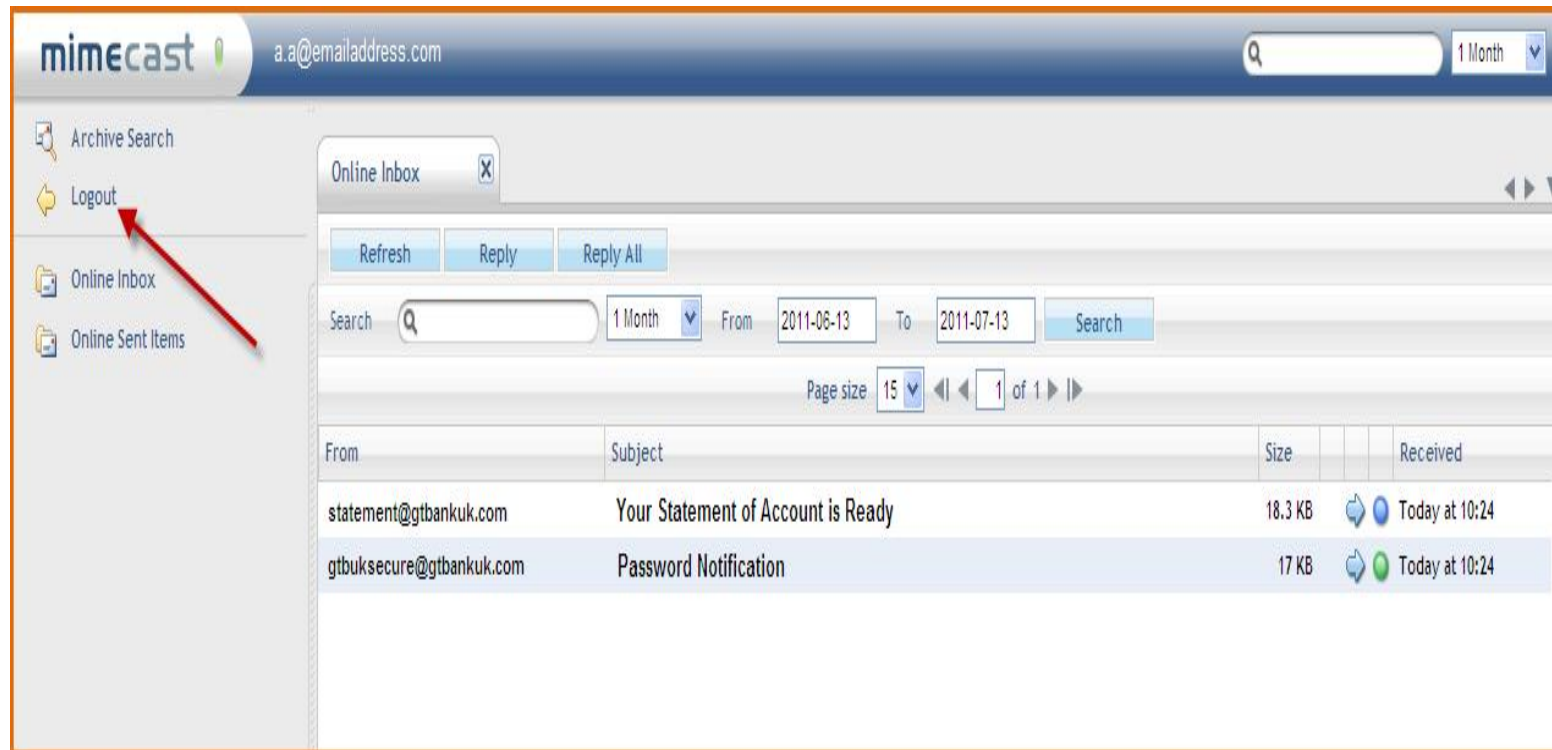 mimecast a.a@emailaddress.com 1 Month
Archive Search
Logout
Online Inbox
Online Sent Items
Online Inbox
Refresh Reply Reply All
Search 1 Month From 2011-06-13 To 2011-07-13 Search
Page size 15 1 of 1
From Subject Size Received
statement@gtbankuk.com Your Statement of Account is Ready 18.3 KB Today at 10:24
gtbuksecure@gtbankuk.com Password Notification 17 KB Today at 10:24